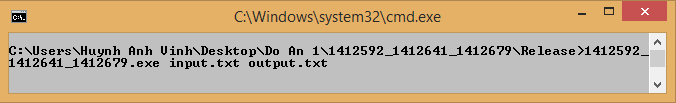 C:\Windows\system32\cmd.exe
C:\Users\Huynh Anh Vinh\Desktop\Do An 1\1412592_1412641_1412679\Release>1412592_
1412641_1412679.exe input.txt output.txt